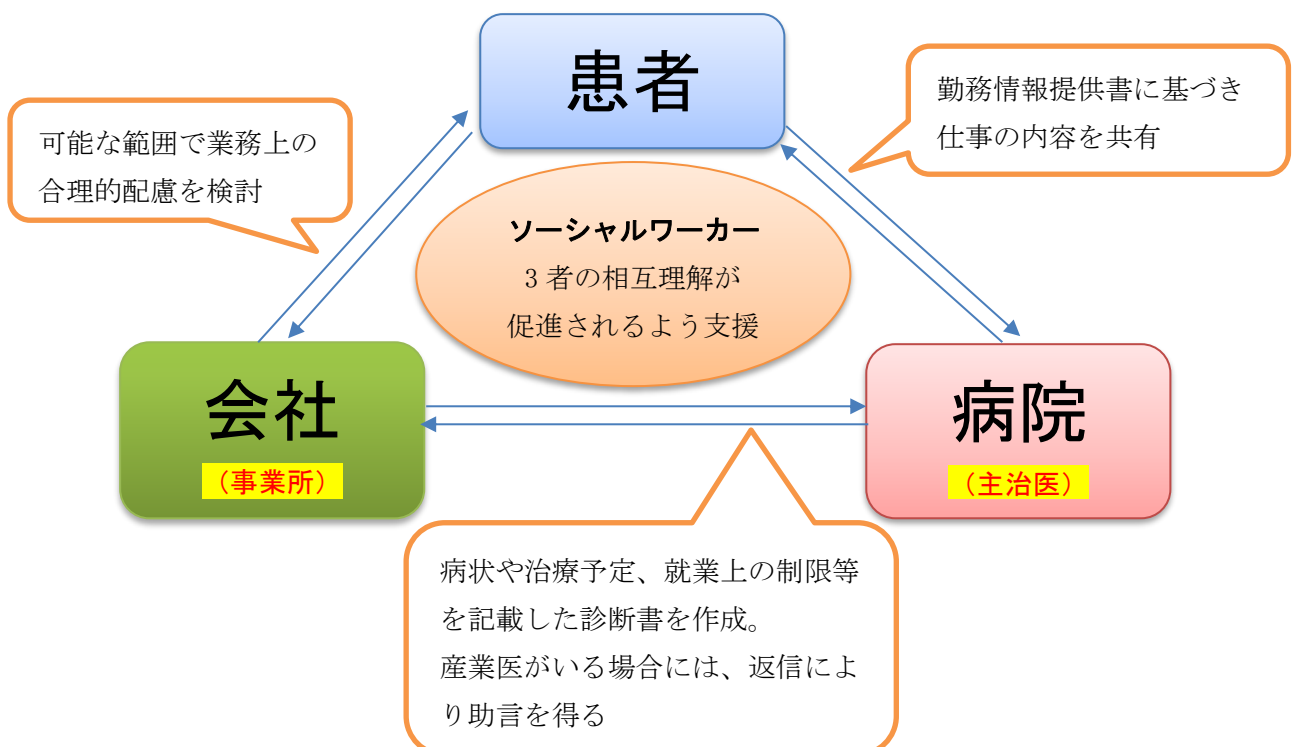 患者
勤務情報提供書に基づき
仕事の内容を共有
可能な範囲で業務上の
合理的配慮を検討
ソーシャルワーカー
3 者の相互理解が
促進されるよう支援
会社
（事業所）
病院
（主治医）
病状や治療予定、就業上の制限等
を記載した診断書を作成。
産業医がいる場合には、返信によ
り助言を得る